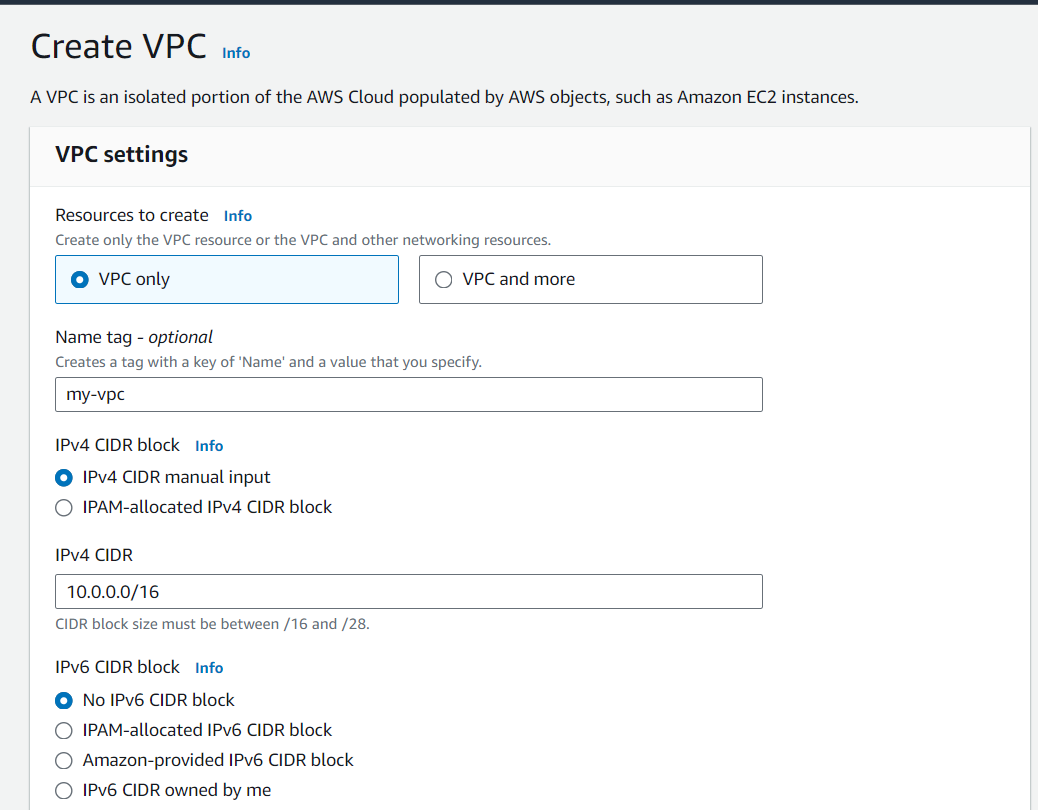 Create VPC Info
A VPC is an isolated portion of the AWS Cloud populated by AWS objects, such as Amazon EC2 instances.
VPC settings
Resources to create Info
Create only the VPC resource or the VPC and other networking resources.
VPC only VPC and more
Name tag - optional
Creates a tag with a key of 'Name' and a value that you specify.
my-vpc
IPv4 CIDR block Info
IPv4 CIDR manual input
IPAM-allocated IPv4 CIDR block
IPv4 CIDR
10.0.0.0/16
CIDR block size must be between /16 and /28.
IPv6 CIDR block Info
No IPv6 CIDR block
IPAM-allocated IPv6 CIDR block
Amazon-provided IPv6 CIDR block
IPv6 CIDR owned by me